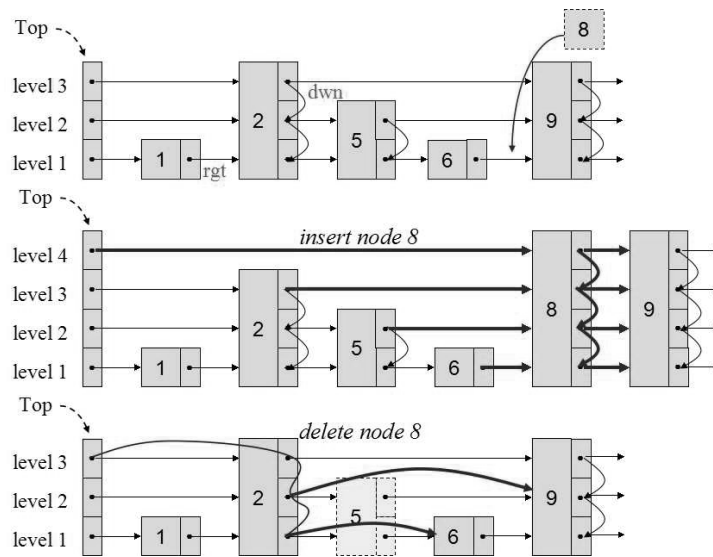 Top
8
level 3
dwn
level 2
2
5
9
level 1
1
rgt
6
Top
insert node 8
level 4
level 3
2
8
9
level 2
5
level 1
1
6
Top
delete node 8
level 3
level 2
2
5
9
level 1
1
6